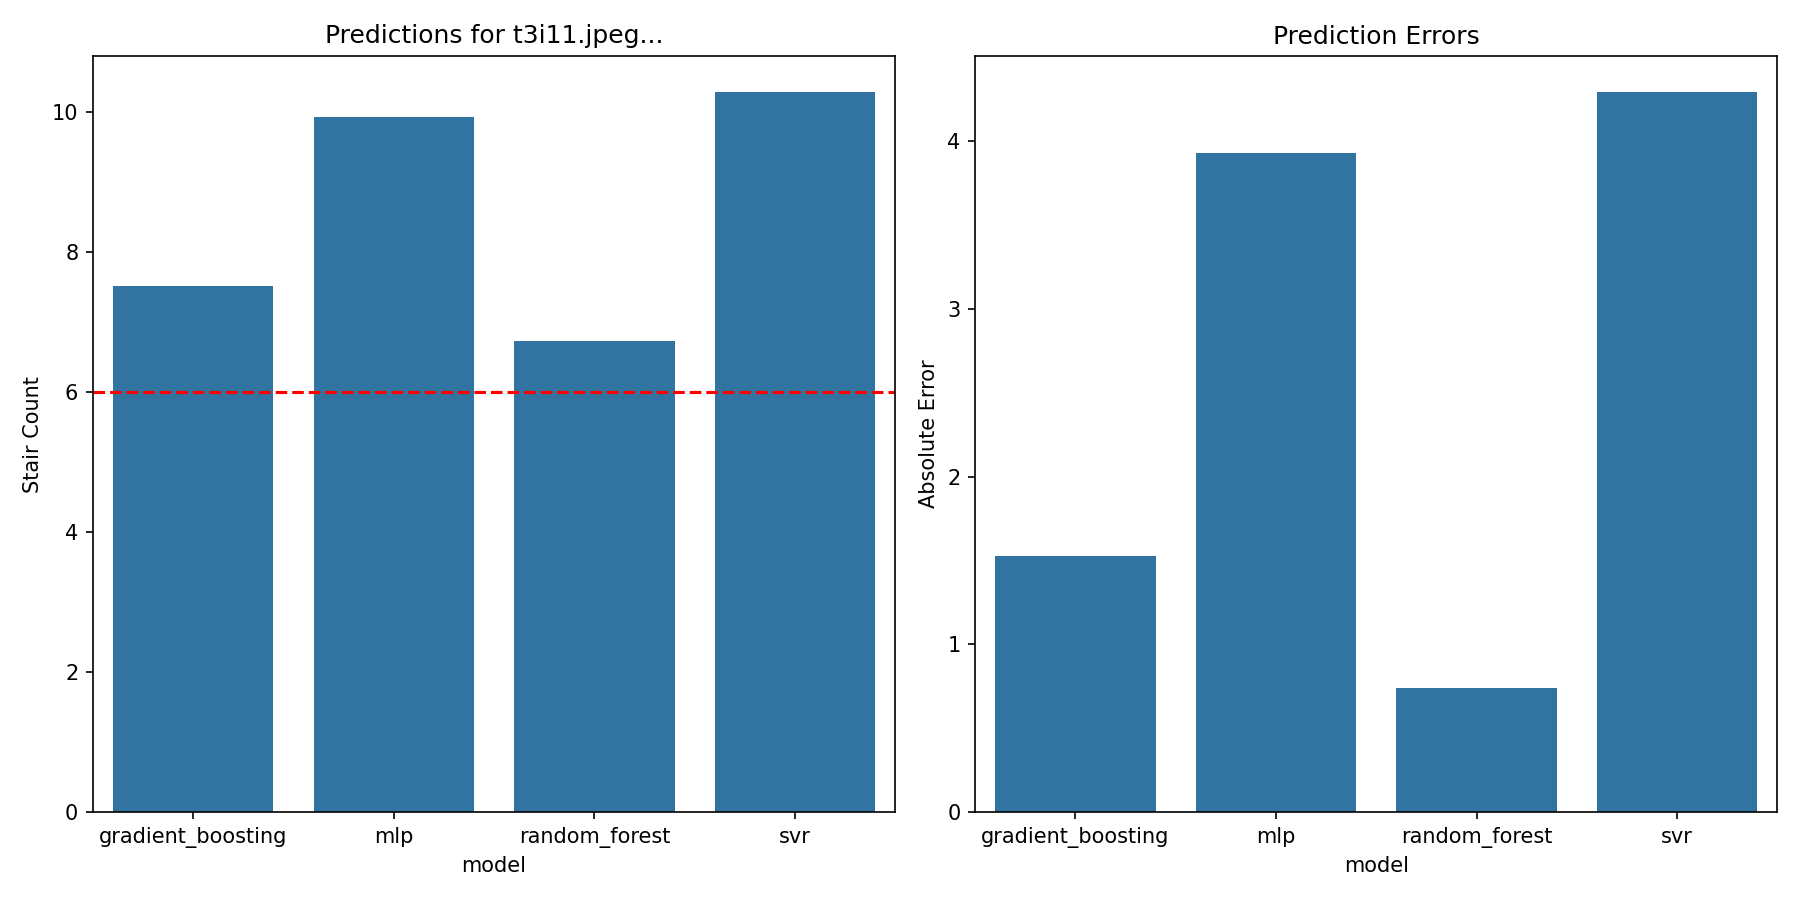 Predictions for t3i11.jpeg...
Stair Count
10
8
6
4
2
0
gradient_boosting mlp random_forest svr
model
Prediction Errors
Absolute Error
4
3
2
1
0
gradient_boosting mlp random_forest svr
model